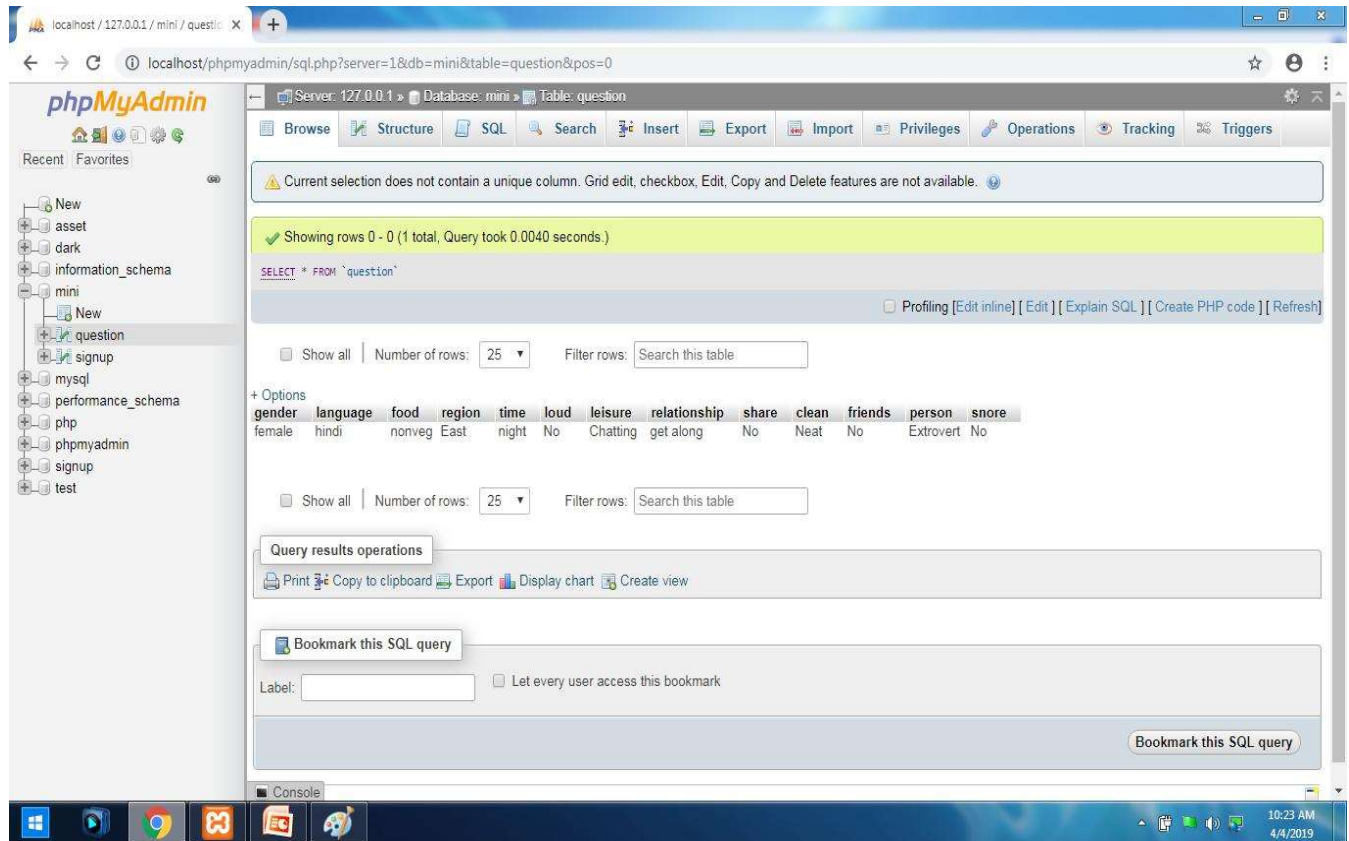 localhost / 127.0.0.1 / mini / questic
localhost/phpmyadmin/sql.php?server=1&db=mini&table=question&pos=0
phpMyAdmin
Recent Favorites
New
asset
dark
information_schema
mini
New
question
signup
mysql
performance_schema
php
phpmyadmin
signup
test
Server: 127.0.0.1 » Database: mini » Table: question
Browse Structure SQL Search Insert Export Import Privileges Operations Tracking Triggers
Current selection does not contain a unique column. Grid edit, checkbox, Edit, Copy and Delete features are not available.
Showing rows 0 - 0 (1 total, Query took 0.0040 seconds.)
SELECT * FROM `question`
Profiling [Edit inline] [ Edit ] [ Explain SQL ] [ Create PHP code ] [ Refresh]
Show all | Number of rows: 25 Filter rows: Search this table
+ Options
gender language food region time loud leisure relationship share clean friends person snore
female hindi nonveg East night No Chatting get along No Neat No Extrovert No
Show all | Number of rows: 25 Filter rows: Search this table
Query results operations
Print Copy to clipboard Export Display chart Create view
Bookmark this SQL query
Label: Let every user access this bookmark
Bookmark this SQL query
Console
10:23 AM
4/4/2019